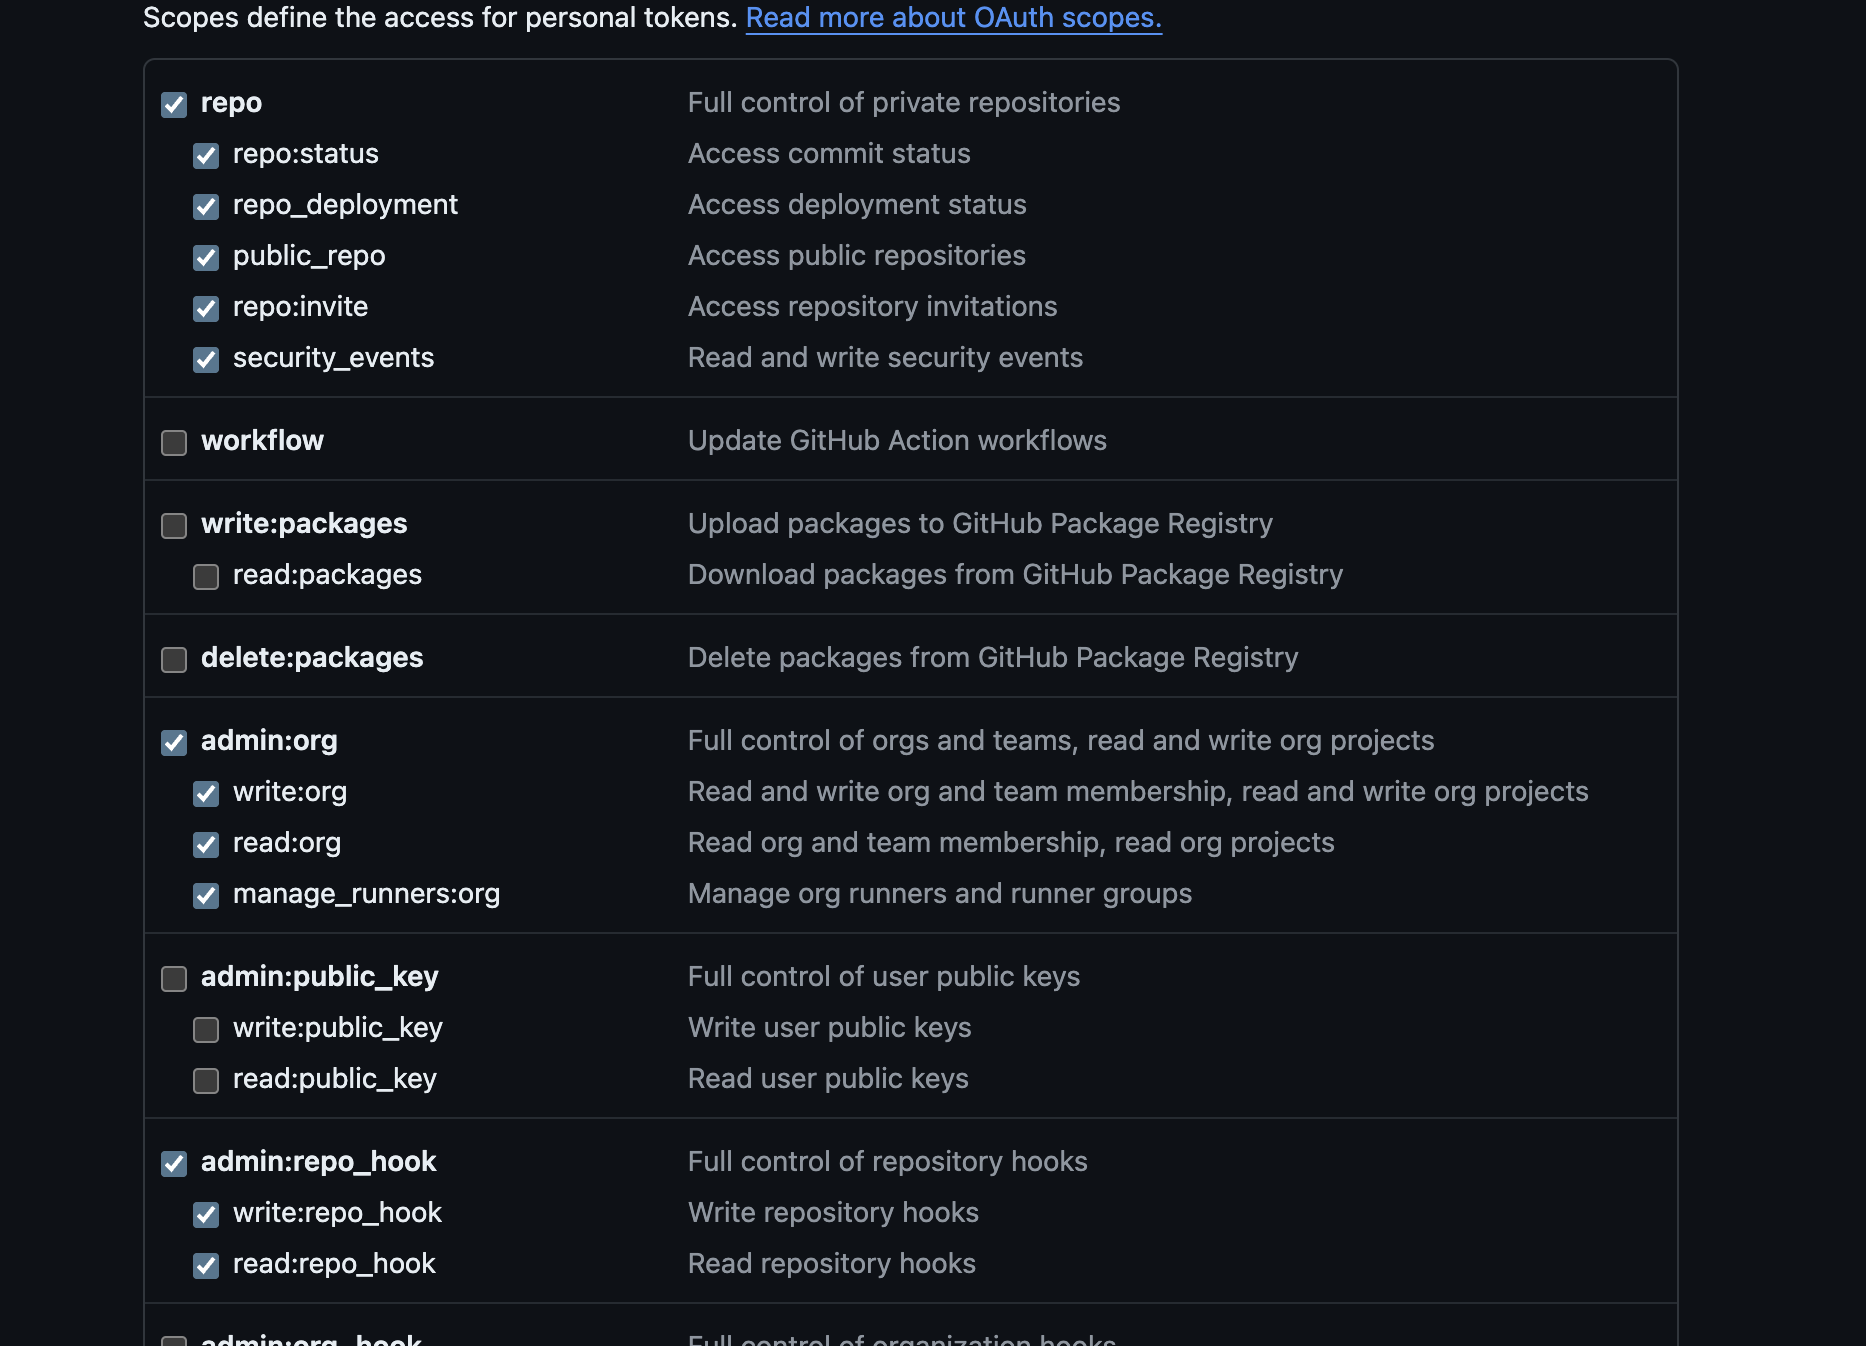 Scopes define the access for personal tokens. Read more about OAuth scopes.
repo Full control of private repositories
repo:status Access commit status
repo_deployment Access deployment status
public_repo Access public repositories
repo:invite Access repository invitations
security_events Read and write security events
workflow Update GitHub Action workflows
write:packages Upload packages to GitHub Package Registry
read:packages Download packages from GitHub Package Registry
delete:packages Delete packages from GitHub Package Registry
admin:org Full control of orgs and teams, read and write org projects
write:org Read and write org and team membership, read and write org projects
read:org Read org and team membership, read org projects
manage_runners:org Manage org runners and runner groups
admin:public_key Full control of user public keys
write:public_key Write user public keys
read:public_key Read user public keys
admin:repo_hook Full control of repository hooks
write:repo_hook Write repository hooks
read:repo_hook Read repository hooks
admin:org_hook Full control of organization hooks